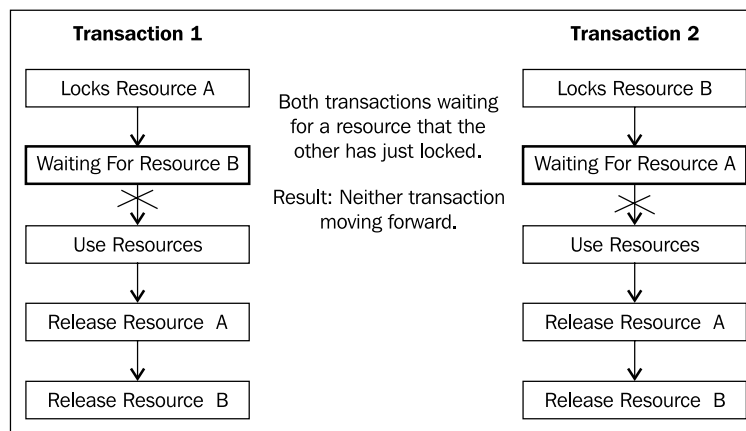 Transaction 1
Locks Resource A
Waiting For Resource B
Use Resources
Release Resource A
Release Resource B
Both transactions waiting
for a resource that the
other has just locked.
Result: Neither transaction
moving forward.
Transaction 2
Locks Resource B
Waiting For Resource A
Use Resources
Release Resource A
Release Resource B